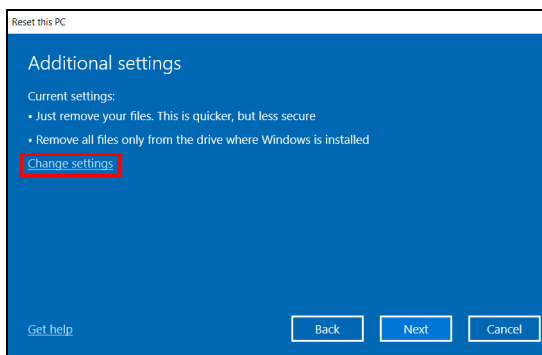 Reset this PC
Additional settings
Current settings:
• Just remove your files. This is quicker, but less secure
• Remove all files only from the drive where Windows is installed
Change settings
Get help
Back
Next
Cancel